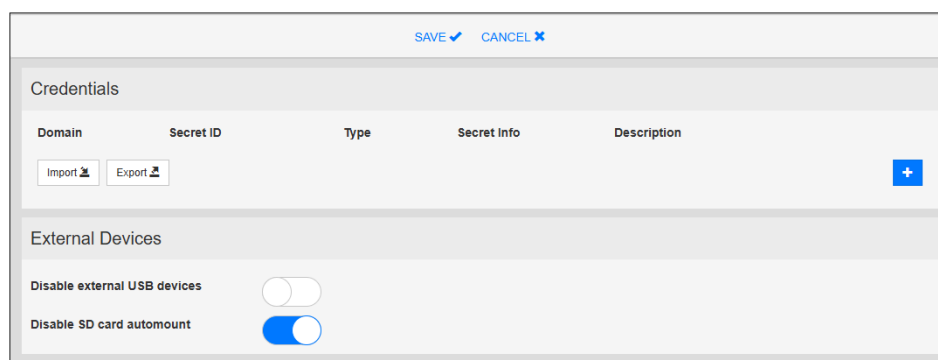 SAVE CANCEL
Credentials
Domain Secret ID Type Secret Info Description
Import Export
External Devices
Disable external USB devices
Disable SD card automount